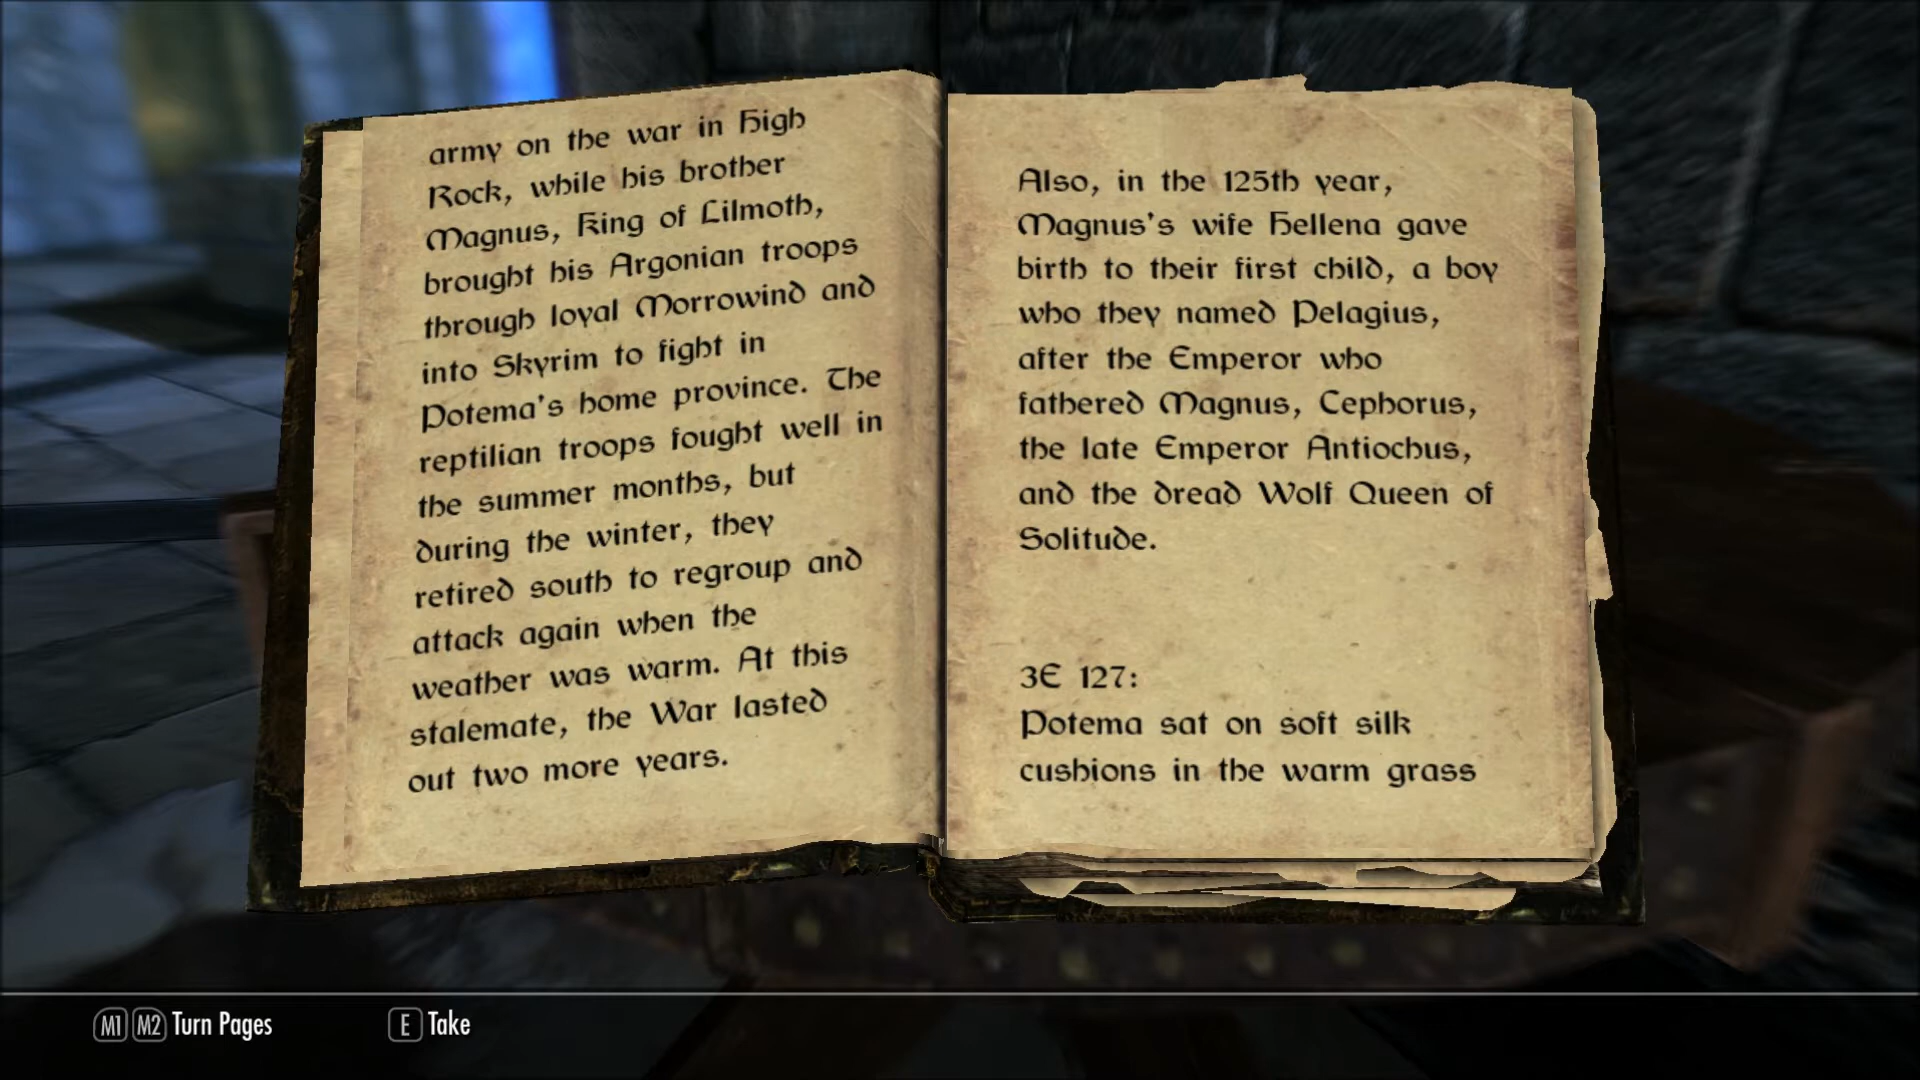 army on the war in High
Rock, while his brother
Magnus, King of Lilmoth,
brought his Argonian troops
through loyal Morrowind and
into Skyrim to fight in
Potema's home province. The
reptilian troops fought well in
the summer months, but
during the winter, they
retired south to regroup and
attack again when the
weather was warm. At this
stalemate, the War lasted
out two more years.
Also, in the 125th year,
Magnus's wife Hellena gave
birth to their first child, a boy
who they named Pelagius,
after the Emperor who
fathered Magnus, Cephorus,
the late Emperor Antiochus,
and the dread Wolf Queen of
Solitude.
3E 127:
Potema sat on soft silk
cushions in the warm grass
M1 M2 Turn Pages
E Take